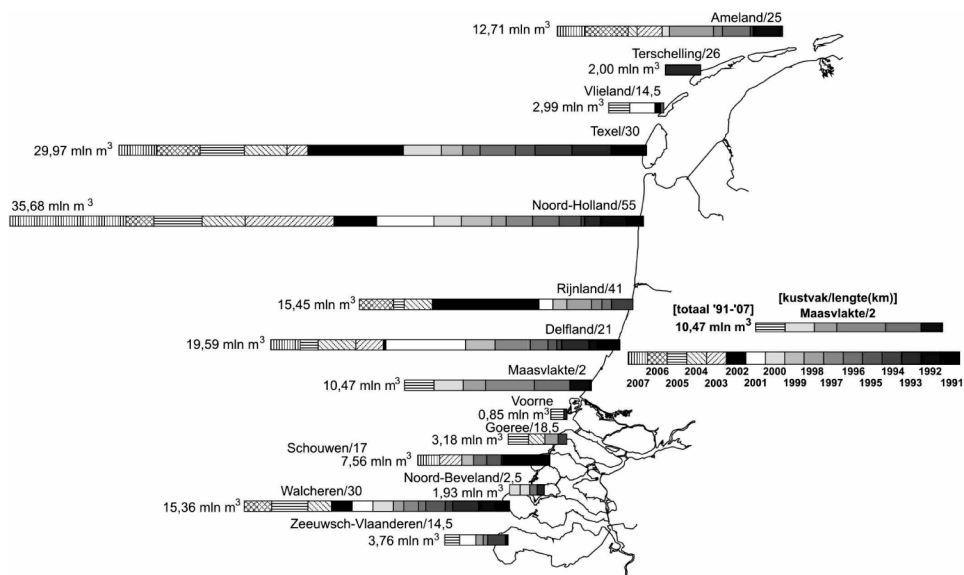 Ameland/25
12,71 mln m³
Terschelling/26
2,00 mln m³
Vlieland/14,5
2,99 mln m³
Texel/30
29,97 mln m³
35,68 mln m³
Noord-Holland/55
Rijnland/41
15,45 mln m³
[totaal '91-'07]
[kustvak/lengte(km)]
Maasvlakte/2
10,47 mln m³
Delfland/21
19,59 mln m³
2006 2004 2002 2000 1998 1996 1994 1992
2007 2005 2003 2001 1999 1997 1995 1993 1991
Maasvlakte/2
10,47 mln m³
Voorne
0,85 mln m³
Goeree/18,5
3,18 mln m³
Schouwen/17
7,56 mln m³
Noord-Beveland/2,5
1,93 mln m³
Walcheren/30
15,36 mln m³
Zeeuwsch-Vlaanderen/14,5
3,76 mln m³